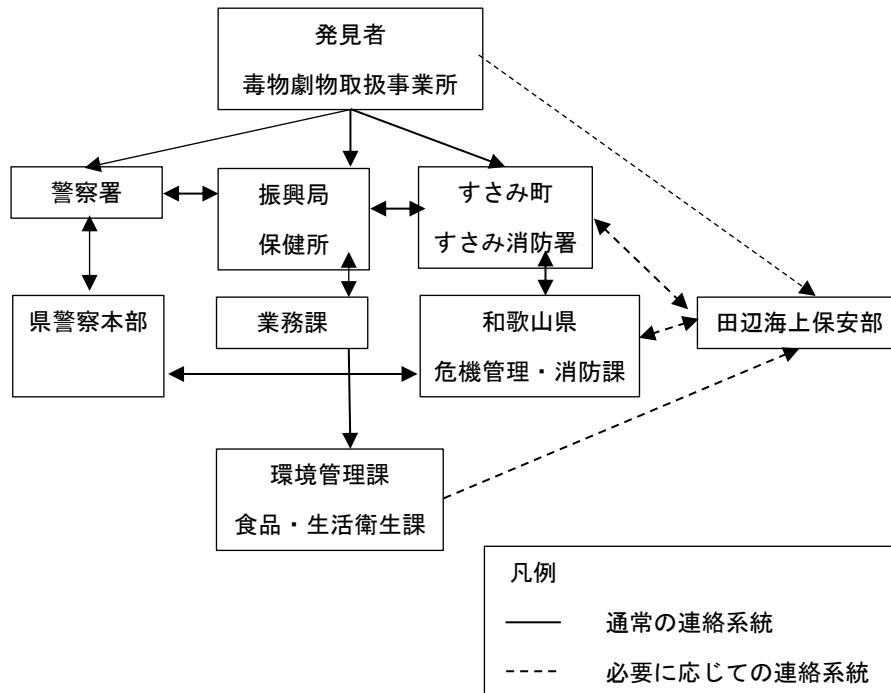 発見者
毒物劇物取扱事業所
警察署
振興局
保健所
すさみ町
すさみ消防署
県警察本部
業務課
和歌山県
危機管理・消防課
田辺海上保安部
環境管理課
食品・生活衛生課
凡例
通常の連絡系統
必要に応じての連絡系統